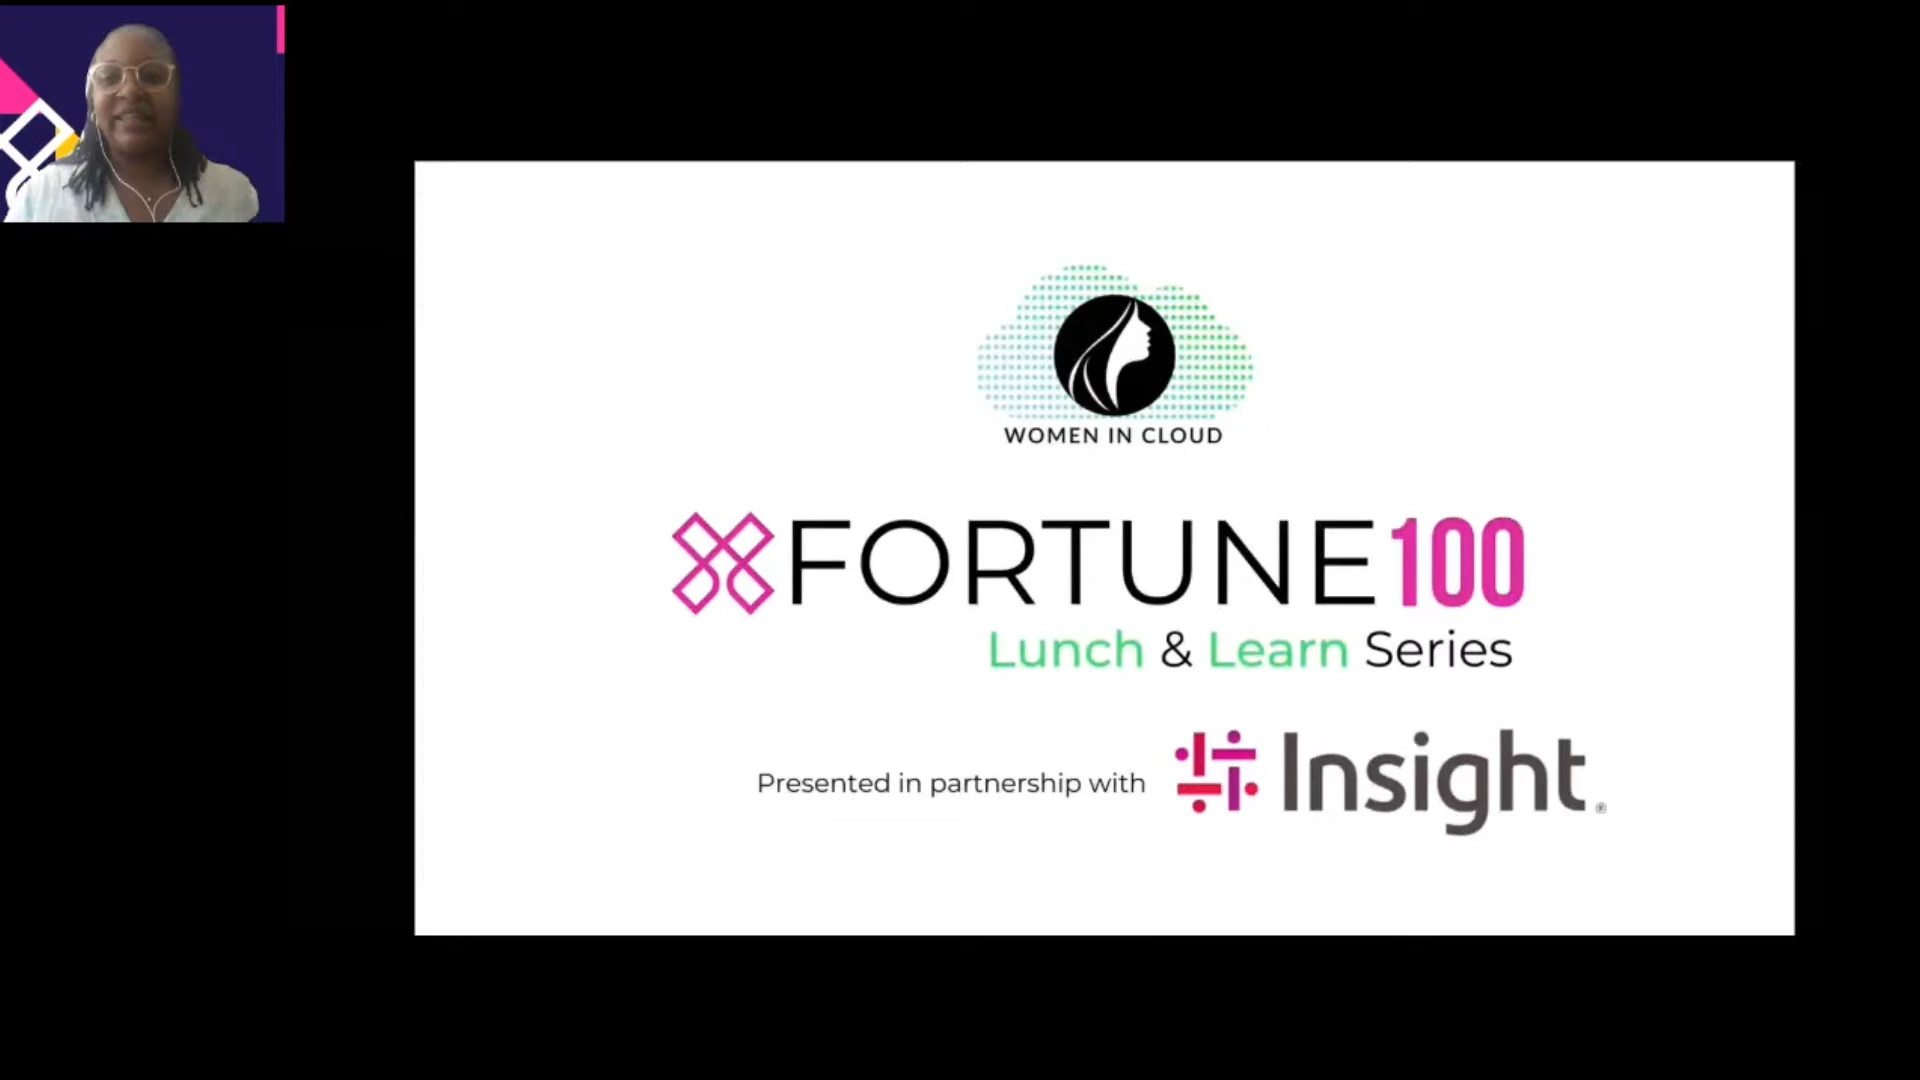 WOMEN IN CLOUD
FORTUNE100
Lunch & Learn Series
Presented in partnership with Insight®